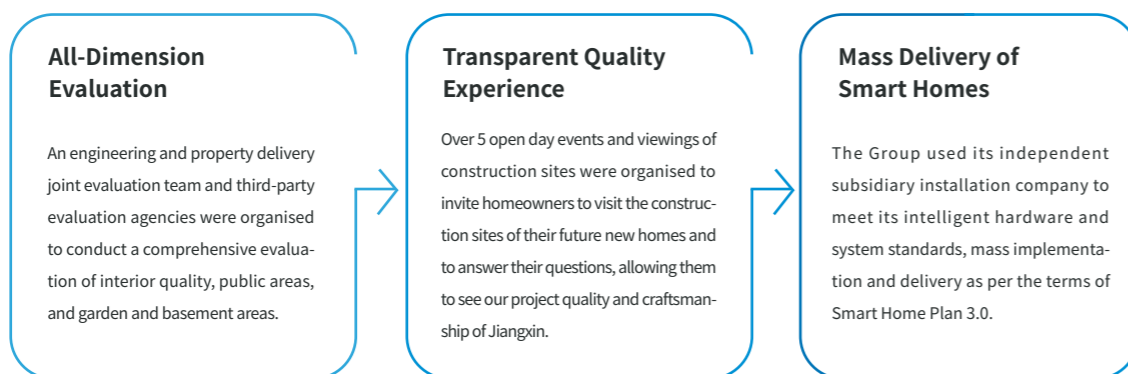 All-Dimension
Evaluation
An engineering and property delivery
joint evaluation team and third-party
evaluation agencies were organised
to conduct a comprehensive evalua-
tion of interior quality, public areas,
and garden and basement areas.
Transparent Quality
Experience
Over 5 open day events and viewings of
construction sites were organised to
invite homeowners to visit the construc-
tion sites of their future new homes and
to answer their questions, allowing them
to see our project quality and craftsman-
ship of Jiangxin.
Mass Delivery of
Smart Homes
The Group used its independent
subsidiary installation company to
meet its intelligent hardware and
system standards, mass implementa-
tion and delivery as per the terms of
Smart Home Plan 3.0.